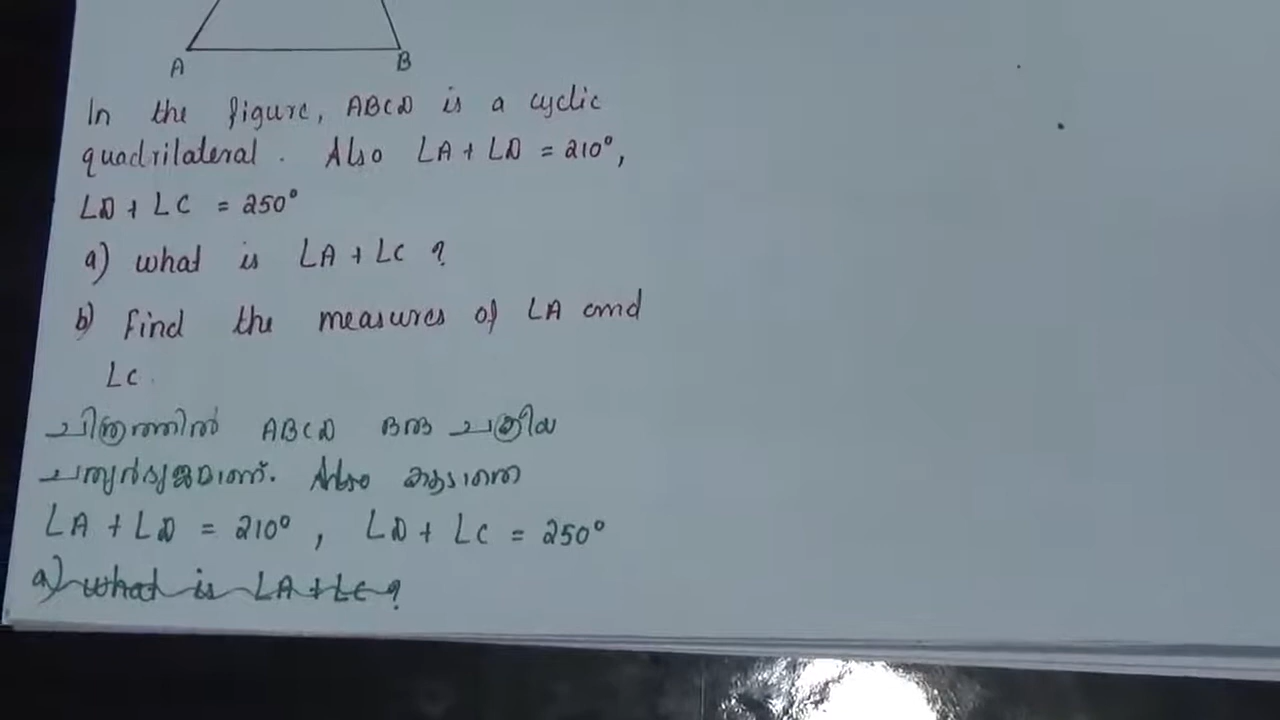 A B
In the figure, ABCD is a cyclic
quadrilateral. Also ∠A + ∠D = 210°,
∠D + ∠C = 250°
a) what is ∠A + ∠C ?
b) Find the measures of ∠A and
∠C.
ചിത്രത്തിൽ ABCD ഒരു ചക്രീയ
ചതുർഭുജമാണ്. Also കൂടാതെ
∠A + ∠D = 210°, ∠D + ∠C = 250°
a) what is ∠A + ∠C ?